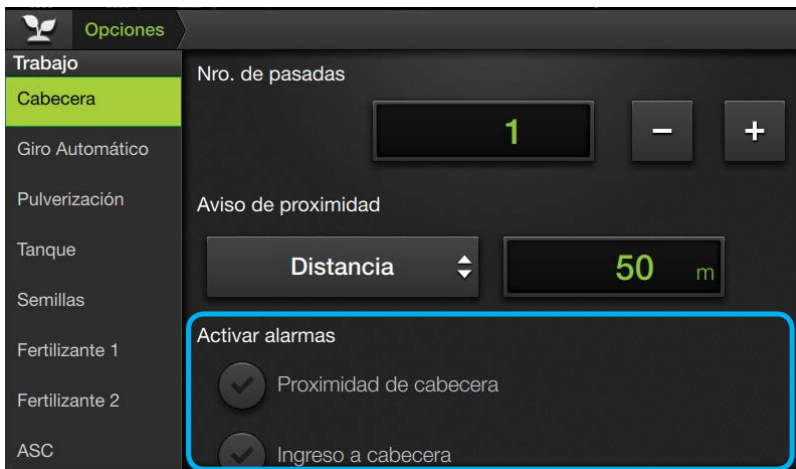 Opciones
Trabajo
Cabecera
Giro Automático
Pulverización
Tanque
Semillas
Fertilizante 1
Fertilizante 2
ASC
Nro. de pasadas
1 − +
Aviso de proximidad
Distancia 50 m
Activar alarmas
Proximidad de cabecera
Ingreso a cabecera